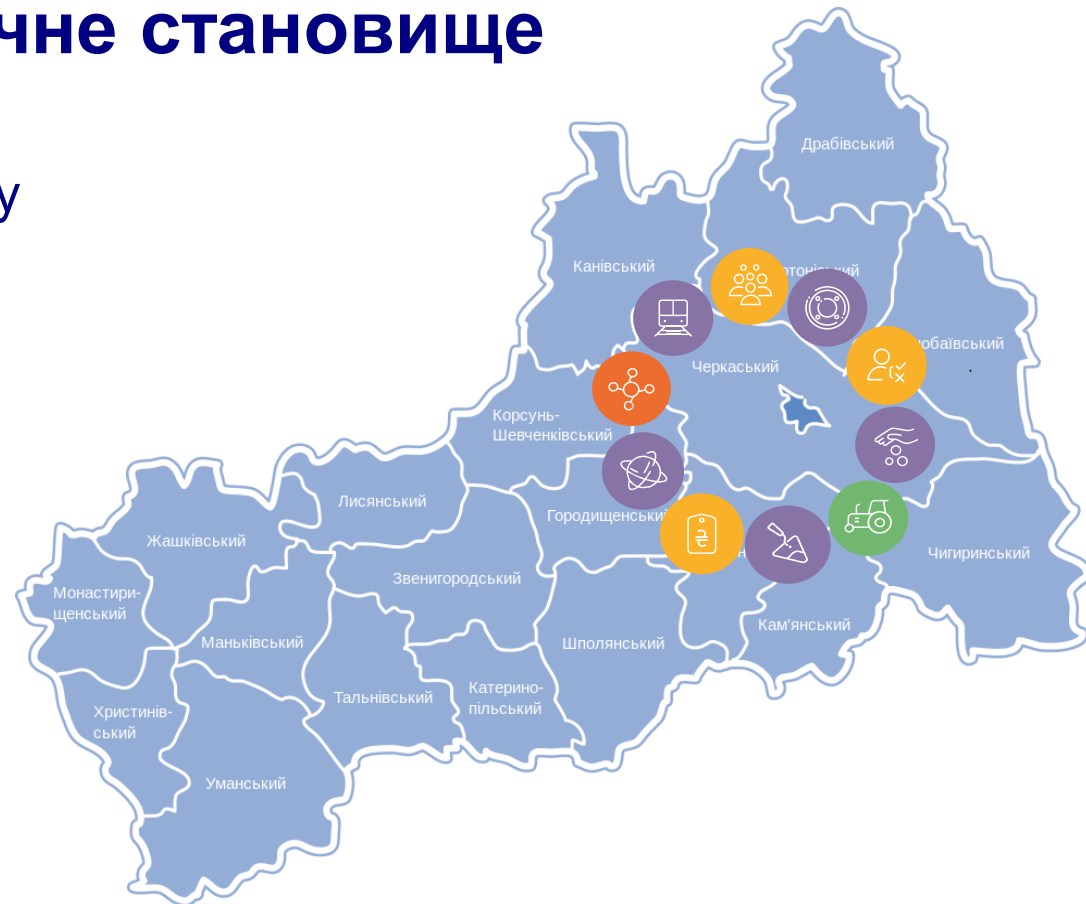 чне становище
у
Драбівський
Канівський
Черкаський
Корсунь-
Шевченківський
Лисянський
Городищенський
Жашківський
Чигиринський
Звенигородський
Монастири-
щенський
Кам'янський
Маньківський
Шполянський
Тальнівський
Катерино-
пільський
Христинів-
ський
Уманський